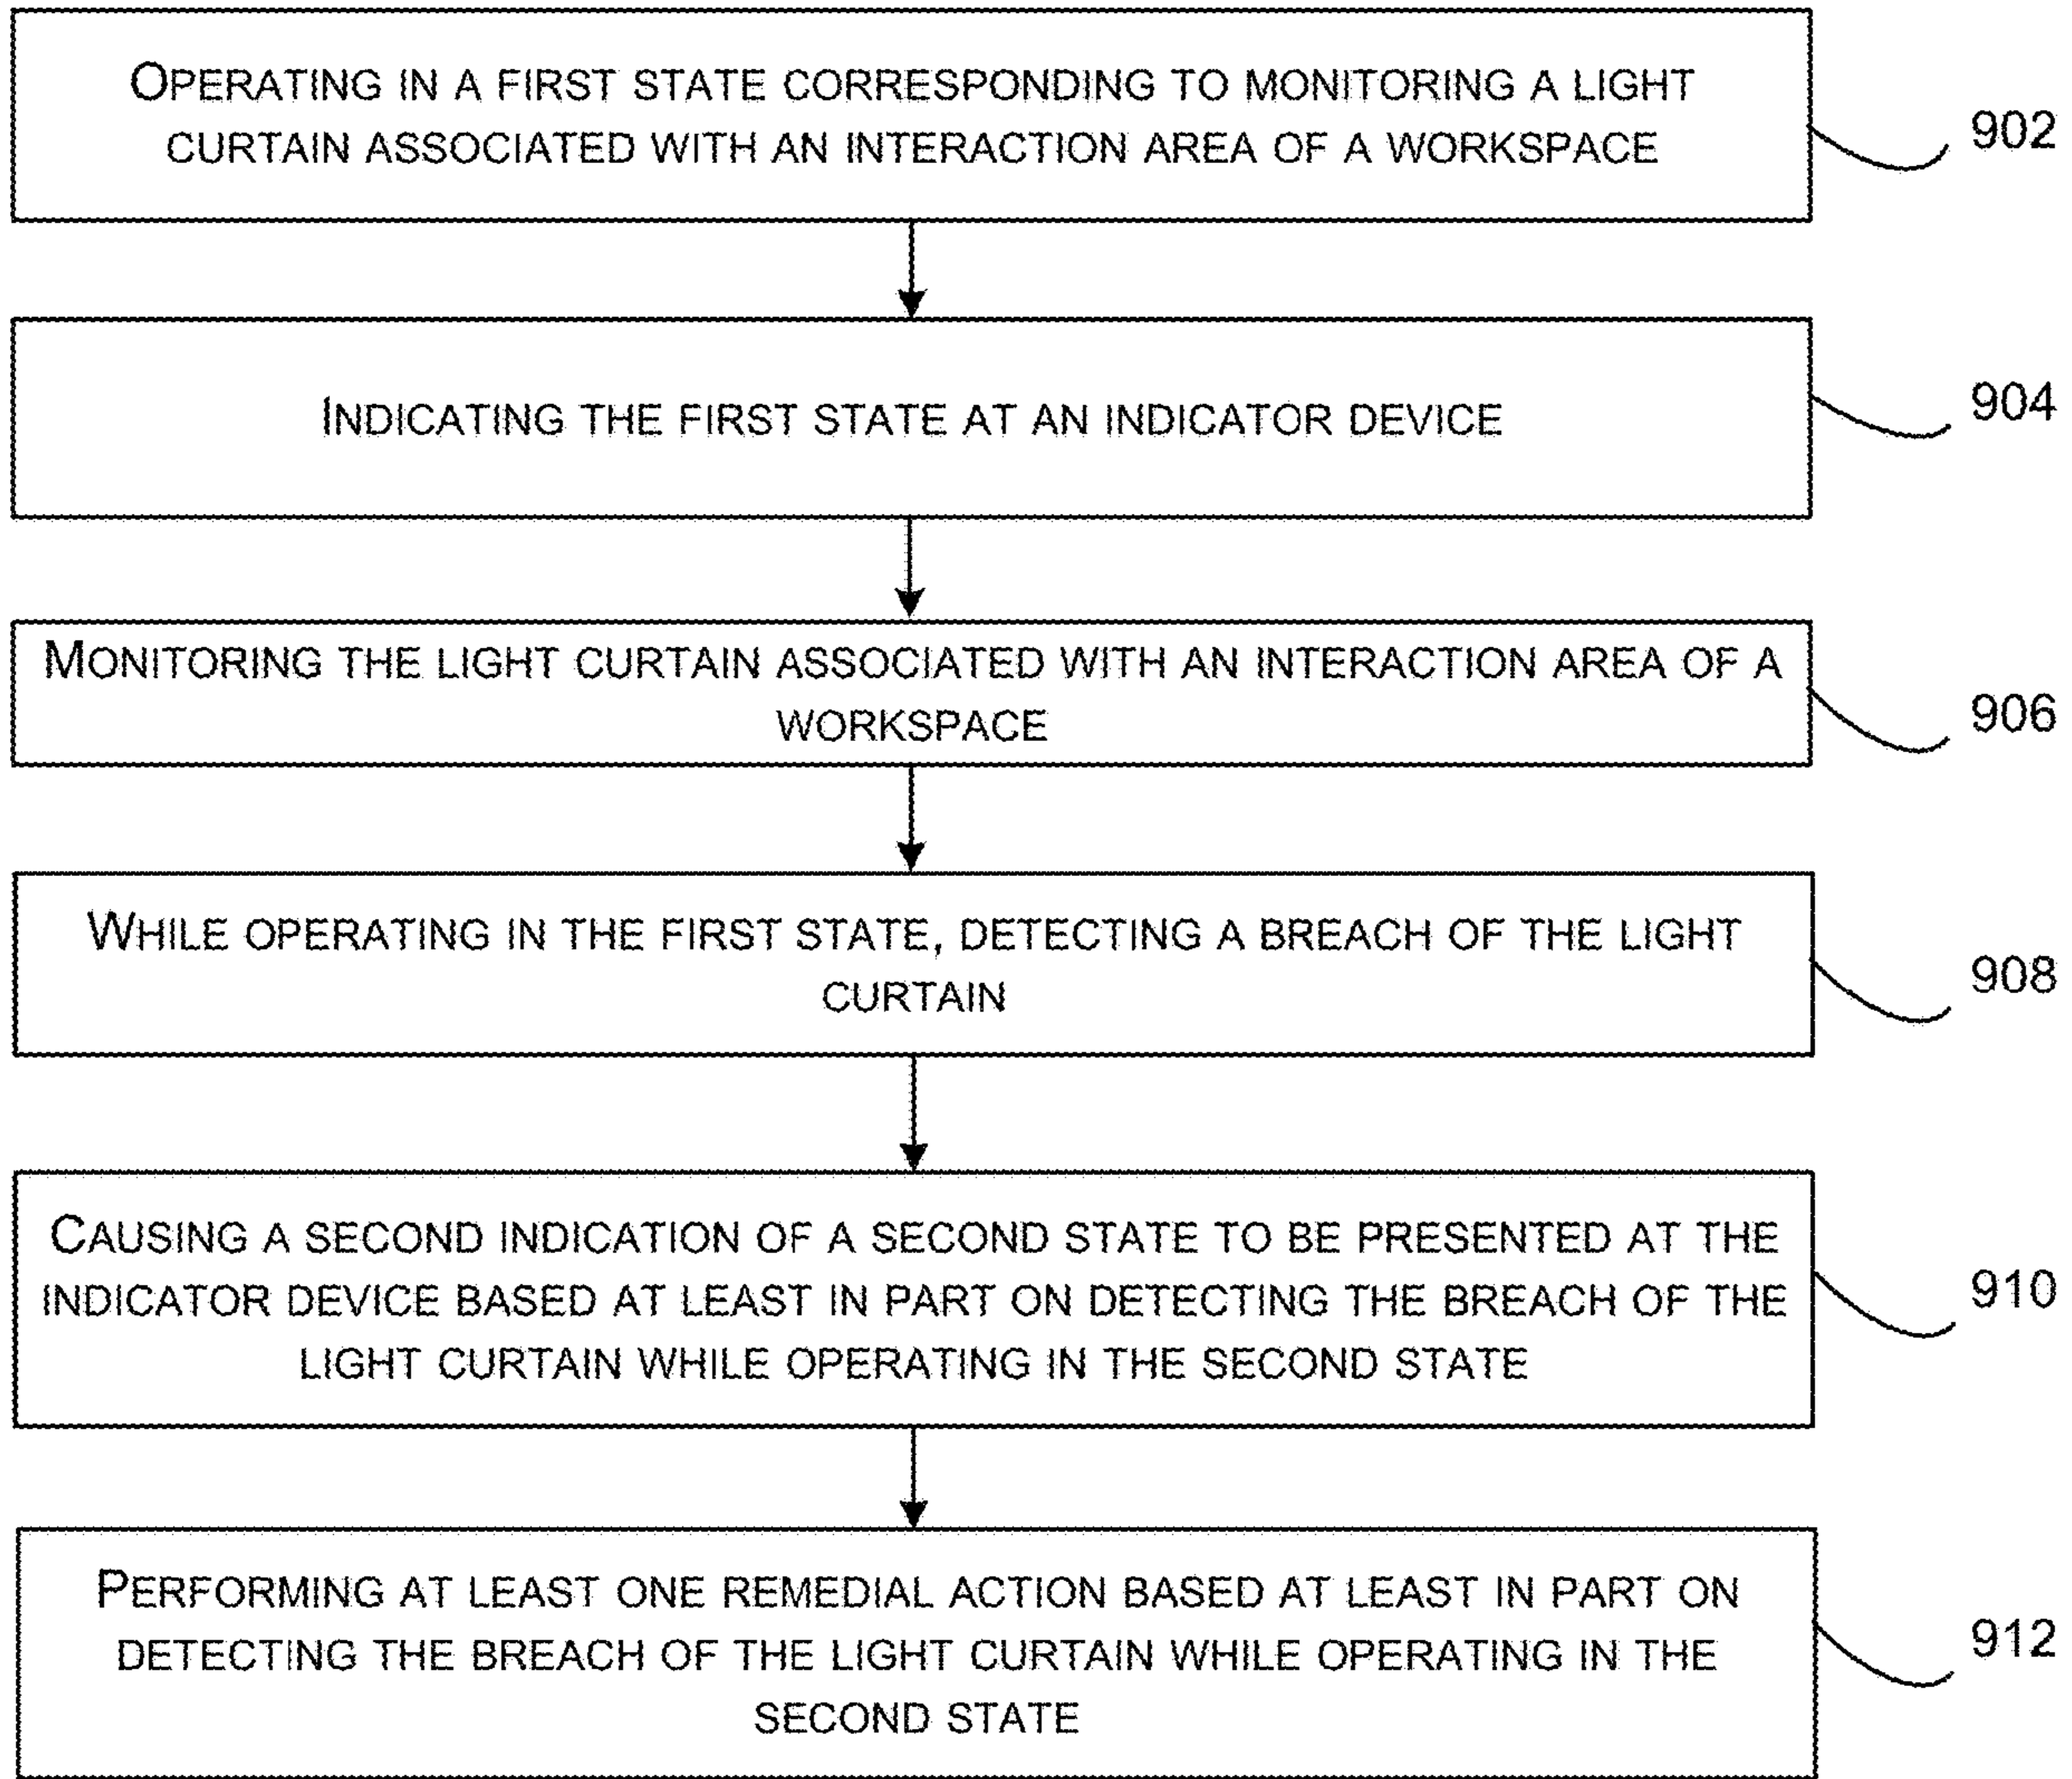 OPERATING IN A FIRST STATE CORRESPONDING TO MONITORING A LIGHT
CURTAIN ASSOCIATED WITH AN INTERACTION AREA OF A WORKSPACE
902
INDICATING THE FIRST STATE AT AN INDICATOR DEVICE
904
MONITORING THE LIGHT CURTAIN ASSOCIATED WITH AN INTERACTION AREA OF A
WORKSPACE
906
WHILE OPERATING IN THE FIRST STATE, DETECTING A BREACH OF THE LIGHT
CURTAIN
908
CAUSING A SECOND INDICATION OF A SECOND STATE TO BE PRESENTED AT THE
INDICATOR DEVICE BASED AT LEAST IN PART ON DETECTING THE BREACH OF THE
LIGHT CURTAIN WHILE OPERATING IN THE SECOND STATE
910
PERFORMING AT LEAST ONE REMEDIAL ACTION BASED AT LEAST IN PART ON
DETECTING THE BREACH OF THE LIGHT CURTAIN WHILE OPERATING IN THE
SECOND STATE
912